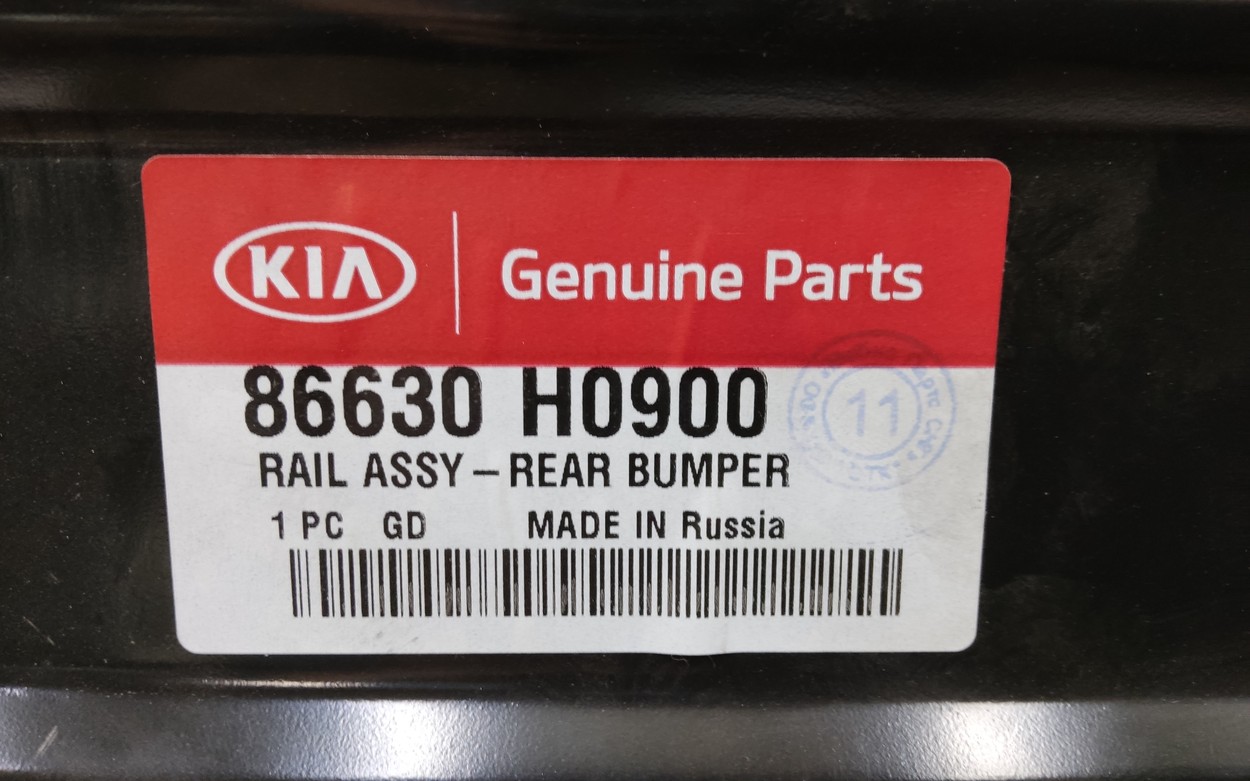 KIA Genuine Parts
86630 H0900
RAIL ASSY – REAR BUMPER
1 PC GD MADE IN Russia
11